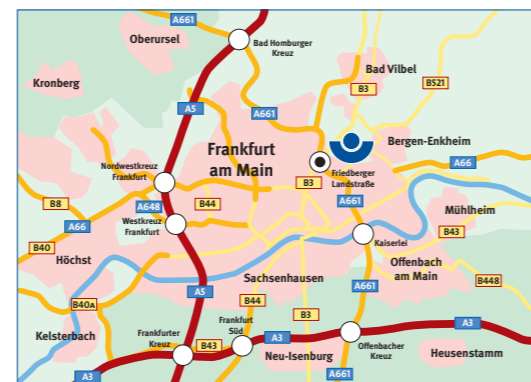 A661
Oberursel
Bad Homburger
Kreuz
Kronberg
Bad Vilbel
B521
B3
A5
A661
Bergen-Enkheim
Frankfurt
am Main
Nordwestkreuz
Frankfurt
Friedberger
Landstraße
A66
B3
B8
A648
B44
A661
Mühlheim
A66
Westkreuz
Frankfurt
B43
Kaiserlei
B40
Höchst
Offenbach
am Main
Sachsenhausen
B448
A5
B44
B40A
B3
Kelsterbach
Frankfurter
Kreuz
Frankfurt
Süd
A3
A3
B43
Offenbacher
Kreuz
Neu-Isenburg
Heusenstamm
A3
A661